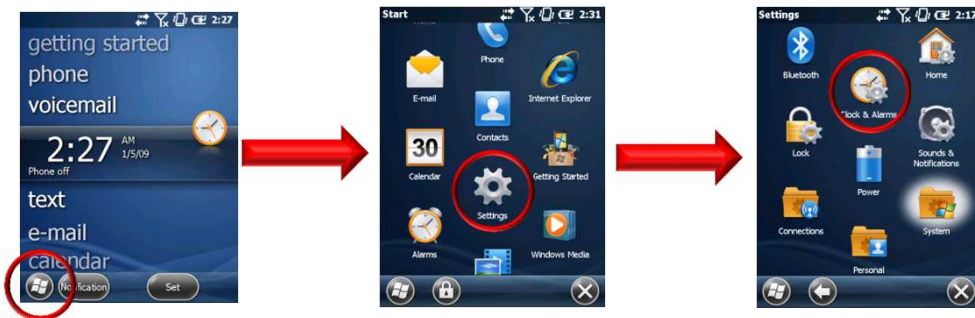 2:27
getting started
phone
voicemail
2:27 AM
1/5/09
Phone off
text
e-mail
calendar
Notification
Set
Start 2:31
Phone
E-mail
Internet Explorer
Contacts
30
Calendar
Getting Started
Settings
Alarms
Windows Media
Settings 2:17
Bluetooth
Home
Clock & Alarms
Lock
Sounds &
Notifications
Power
Connections
System
Personal